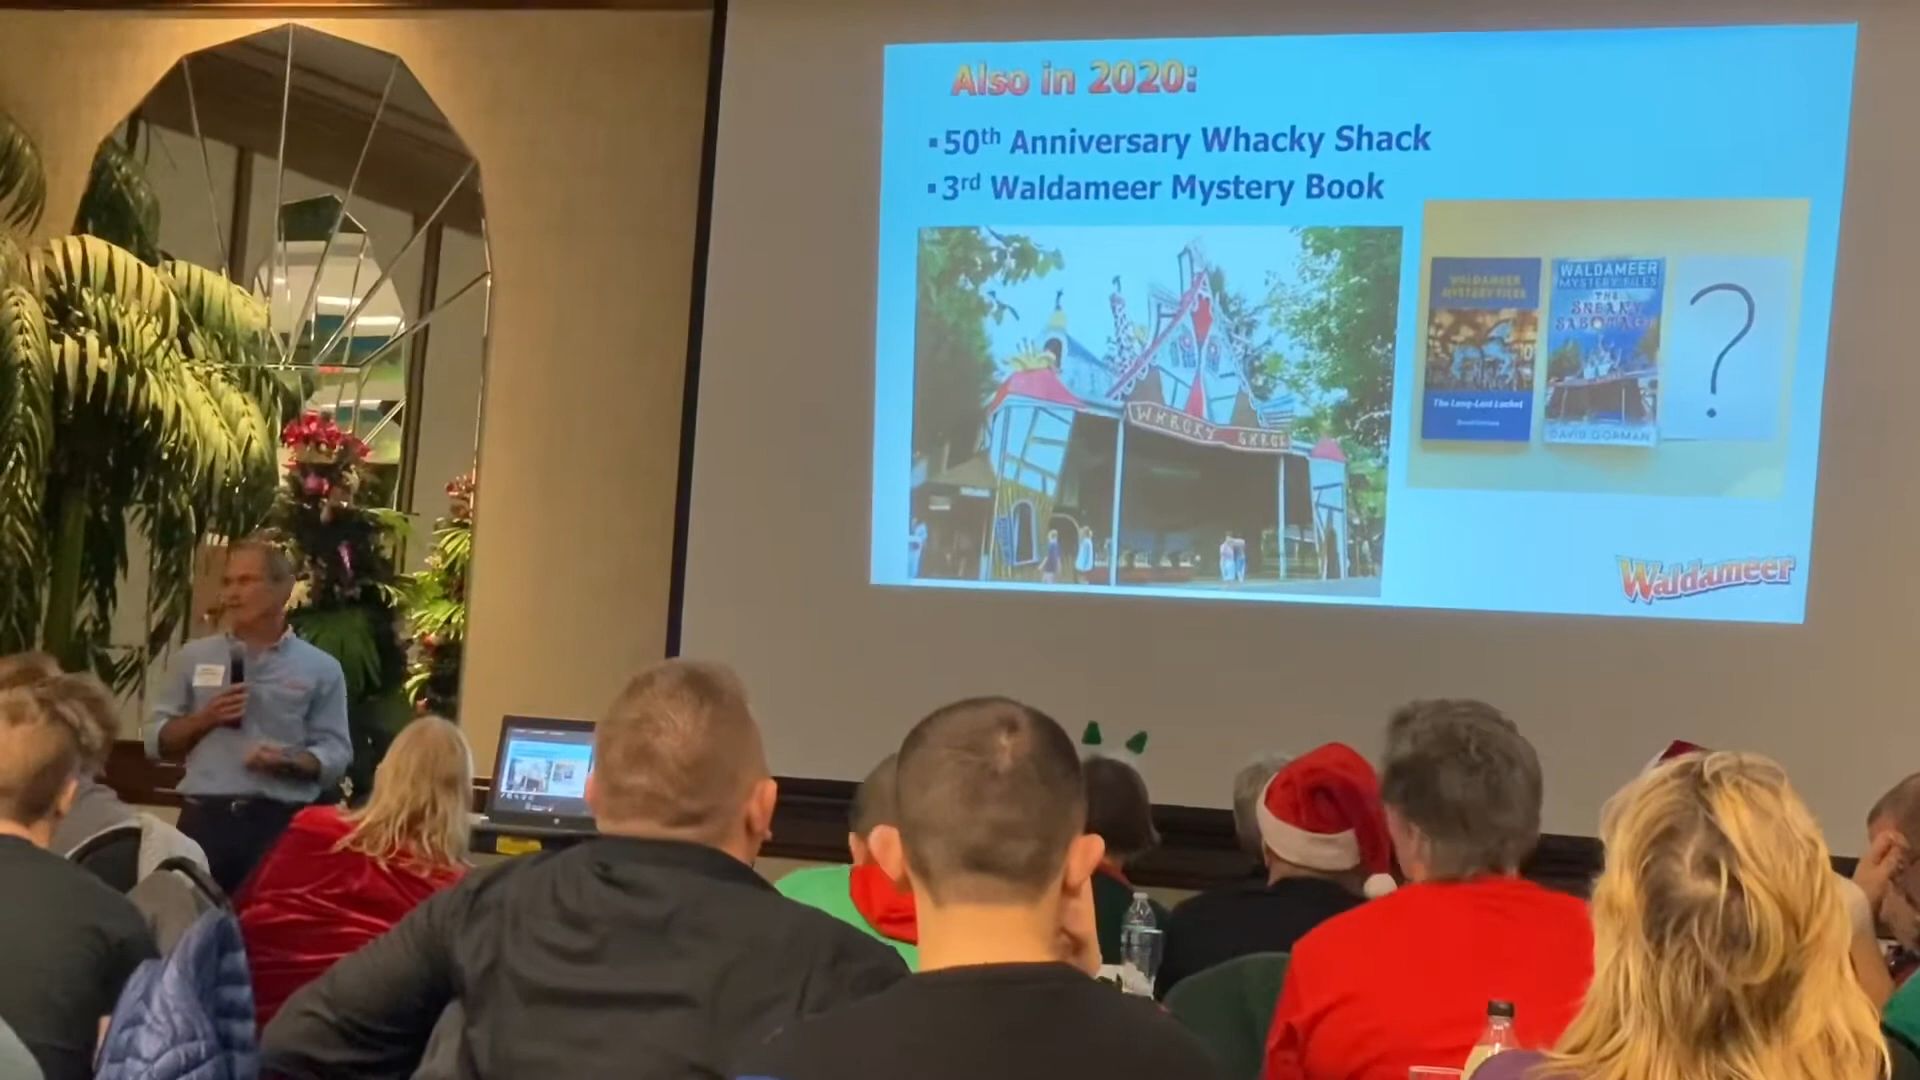 Also in 2020:
▪ 50th Anniversary Whacky Shack
▪ 3rd Waldameer Mystery Book
WHACKY SHACK
WALDAMEER
MYSTERY FILES
The Long-Lost Locket
WALDAMEER
MYSTERY FILES
THE
SNEAKY
SABOTAGE
DAVID GORMAN
?
Waldameer